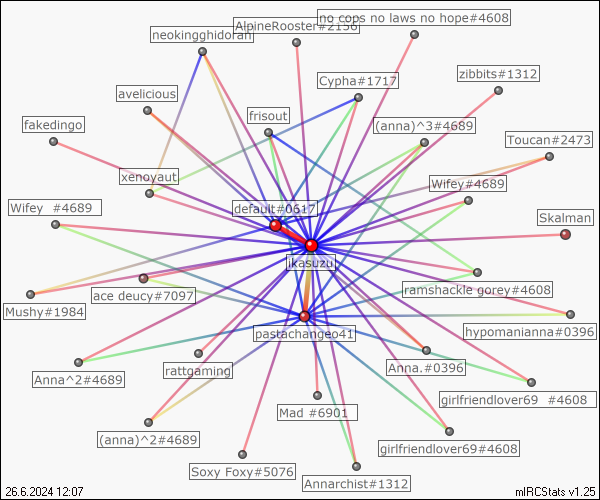 no cops no laws no hope#4608
AlpineRooster#2156
neokingghidorah
zibbits#1312
Cypha#1717
avelicious
frisout
fakedingo
(anna)^3#4689
Toucan#2473
xenoyaut
Wifey#4689
Wifey  #4689
default#0617
Skalman
ikasuzu
ramshackle gorey#4608
ace deucy#7097
Mushy#1984
hypomanianna#0396
pastachangeo41
Anna.#0396
rattgaming
Anna^2#4689
girlfriendlover69  #4608
Mad #6901
(anna)^2#4689
girlfriendlover69#4608
Soxy Foxy#5076
Annarchist#1312
26.6.2024 12:07
mIRCStats v1.25